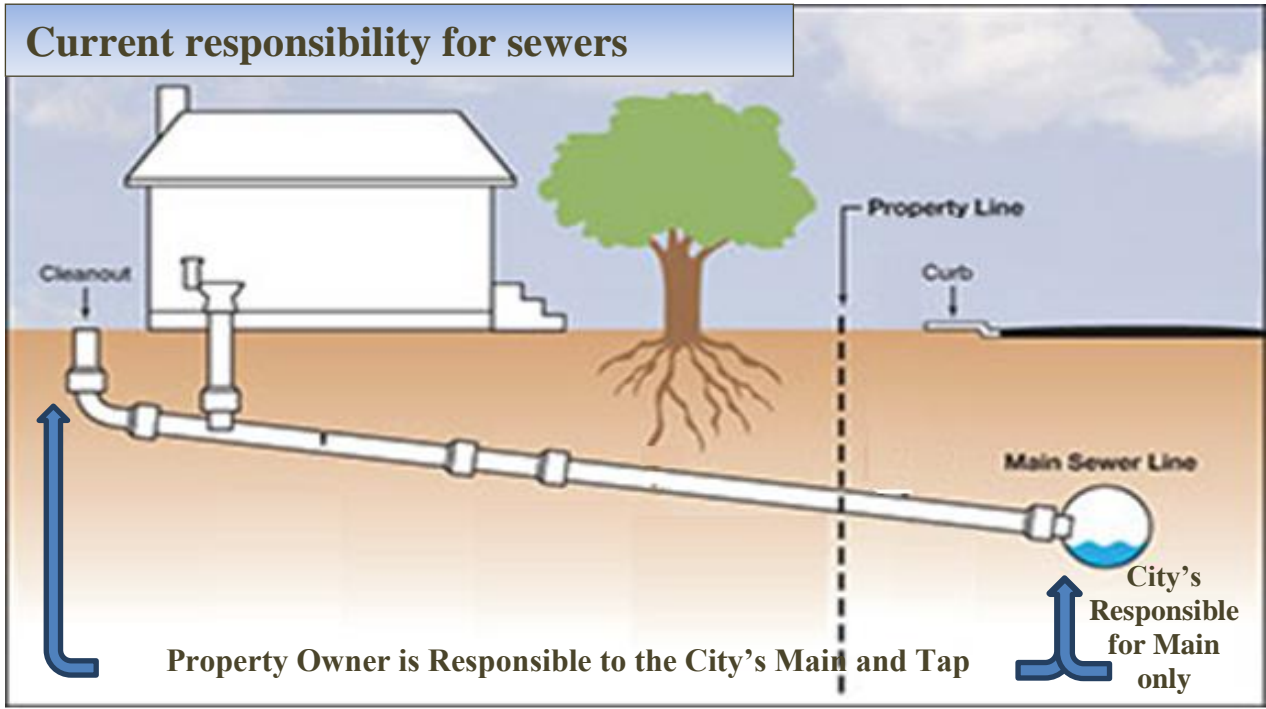 Current responsibility for sewers
Property Line
Cleanout
Curb
Main Sewer Line
City's
Responsible
for Main
only
Property Owner is Responsible to the City's Main and Tap